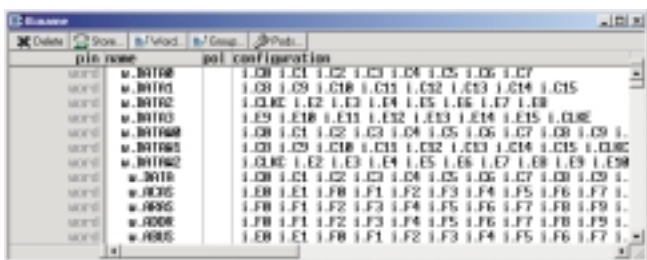 Rename
Delete Store... Word... Group... Pods...
pin name pol configuration
word w.DATA0 i.C0 i.C1 i.C2 i.C3 i.C4 i.C5 i.C6 i.C7
word w.DATA1 i.C8 i.C9 i.C10 i.C11 i.C12 i.C13 i.C14 i.C15
word w.DATA2 i.CLKC i.E2 i.E3 i.E4 i.E5 i.E6 i.E7 i.E8
word w.DATA3 i.E9 i.E10 i.E11 i.E12 i.E13 i.E14 i.E15 i.CLKE
word w.DATAW0 i.C0 i.C1 i.C2 i.C3 i.C4 i.C5 i.C6 i.C7 i.C8 i.C9 i.
word w.DATAW1 i.C8 i.C9 i.C10 i.C11 i.C12 i.C13 i.C14 i.C15 i.CLKC
word w.DATAW2 i.CLKC i.E2 i.E3 i.E4 i.E5 i.E6 i.E7 i.E8 i.E9 i.E10
word w.DATA i.C0 i.C1 i.C2 i.C3 i.C4 i.C5 i.C6 i.C7 i.C8 i.C9 i.
word w.ACAS i.E0 i.E1 i.F0 i.F1 i.F2 i.F3 i.F4 i.F5 i.F6 i.F7 i.
word w.ARAS i.F1 i.F2 i.F3 i.F4 i.F5 i.F6 i.F7 i.F8 i.F9 i.
word w.ADDR i.F0 i.F1 i.F2 i.F3 i.F4 i.F5 i.F6 i.F7 i.F8 i.F9 i.
word w.ABUS i.E0 i.E1 i.F0 i.F1 i.F2 i.F3 i.F4 i.F5 i.F6 i.F7 i.